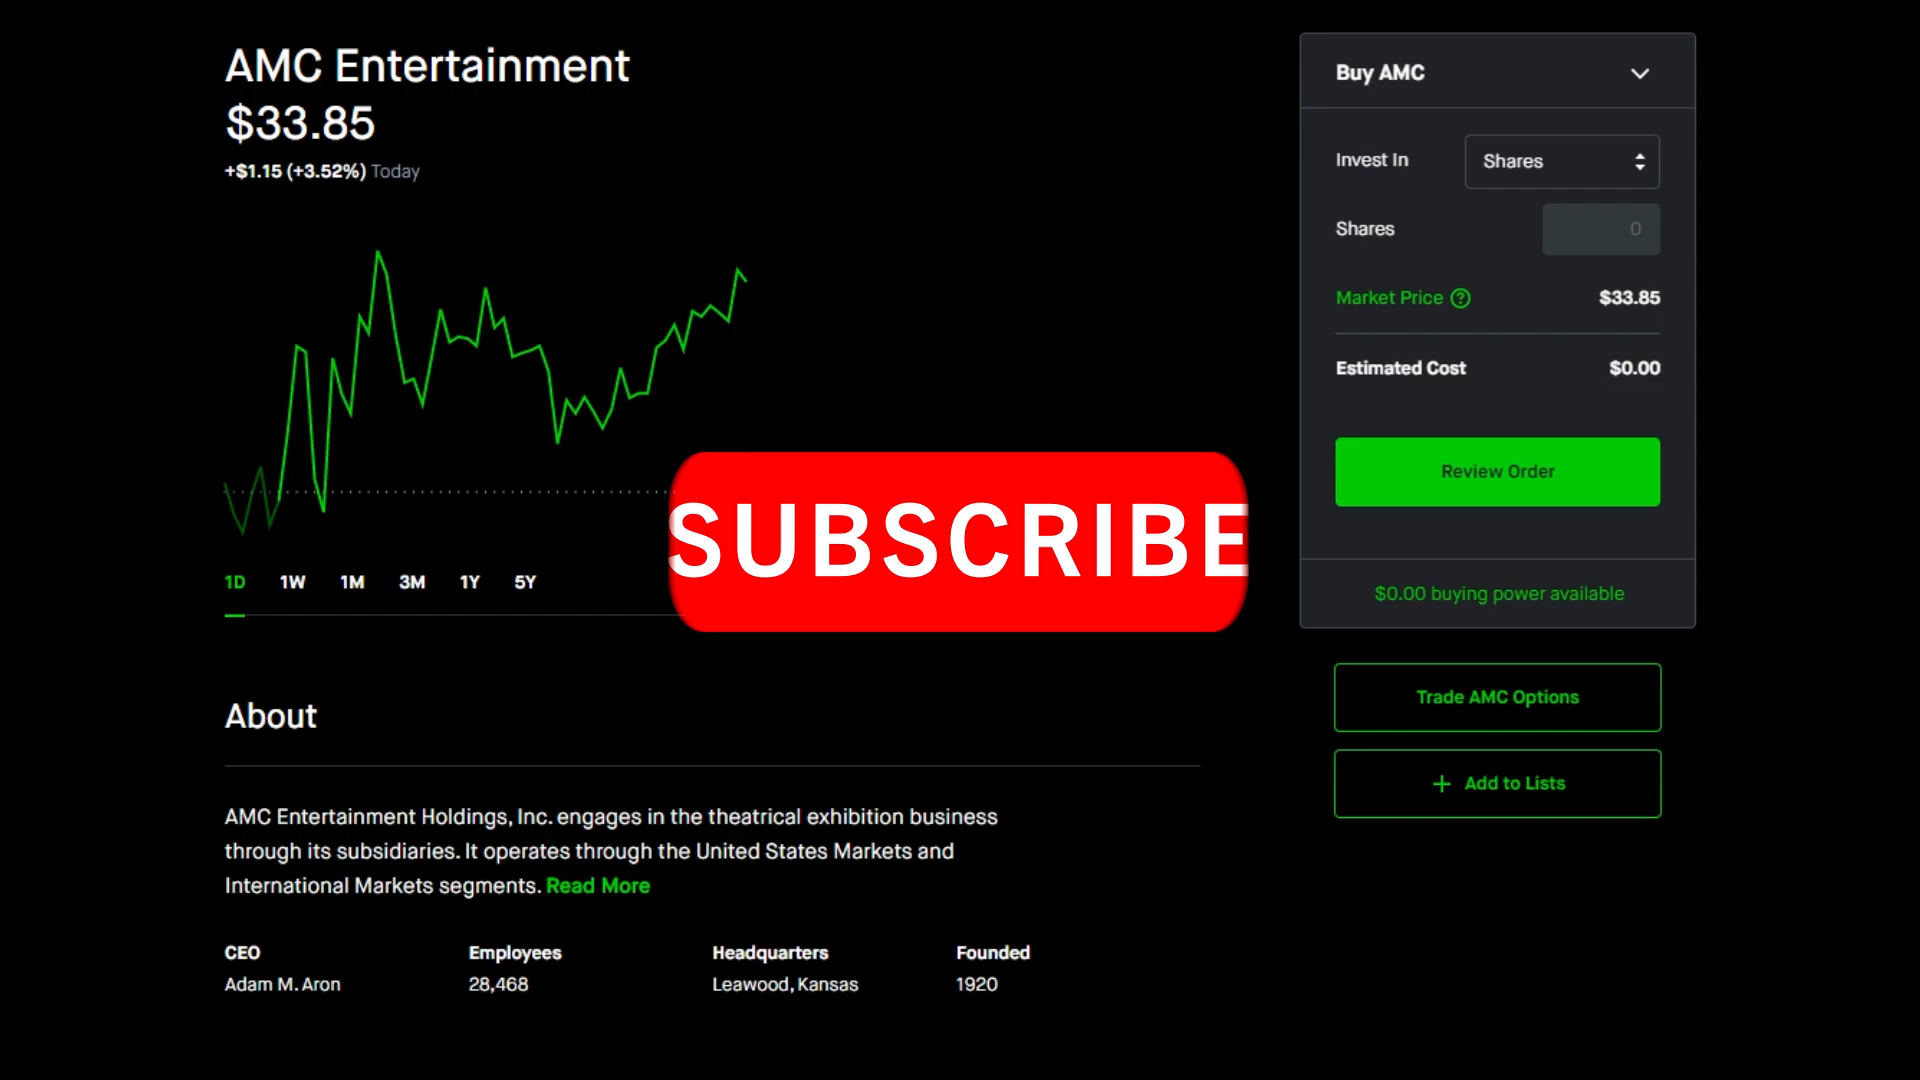 AMC Entertainment
$33.85
+$1.15 (+3.52%) Today
1D 1W 1M 3M 1Y 5Y
SUBSCRIBE
About
AMC Entertainment Holdings, Inc. engages in the theatrical exhibition business
through its subsidiaries. It operates through the United States Markets and
International Markets segments. Read More
CEO Employees Headquarters Founded
Adam M. Aron 28,468 Leawood, Kansas 1920
Buy AMC
Invest In Shares
Shares 0
Market Price ? $33.85
Estimated Cost $0.00
Review Order
$0.00 buying power available
Trade AMC Options
+ Add to Lists